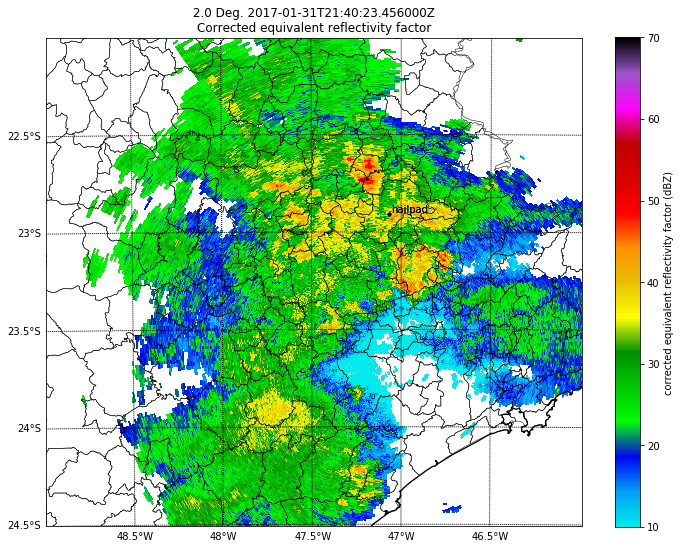 2.0 Deg. 2017-01-31T21:40:23.456000Z
Corrected equivalent reflectivity factor
22.5°S
23°S
23.5°S
24°S
24.5°S
48.5°W
48°W
47.5°W
47°W
46.5°W
hailpad
70
60
50
40
30
20
10
corrected equivalent reflectivity factor (dBZ)